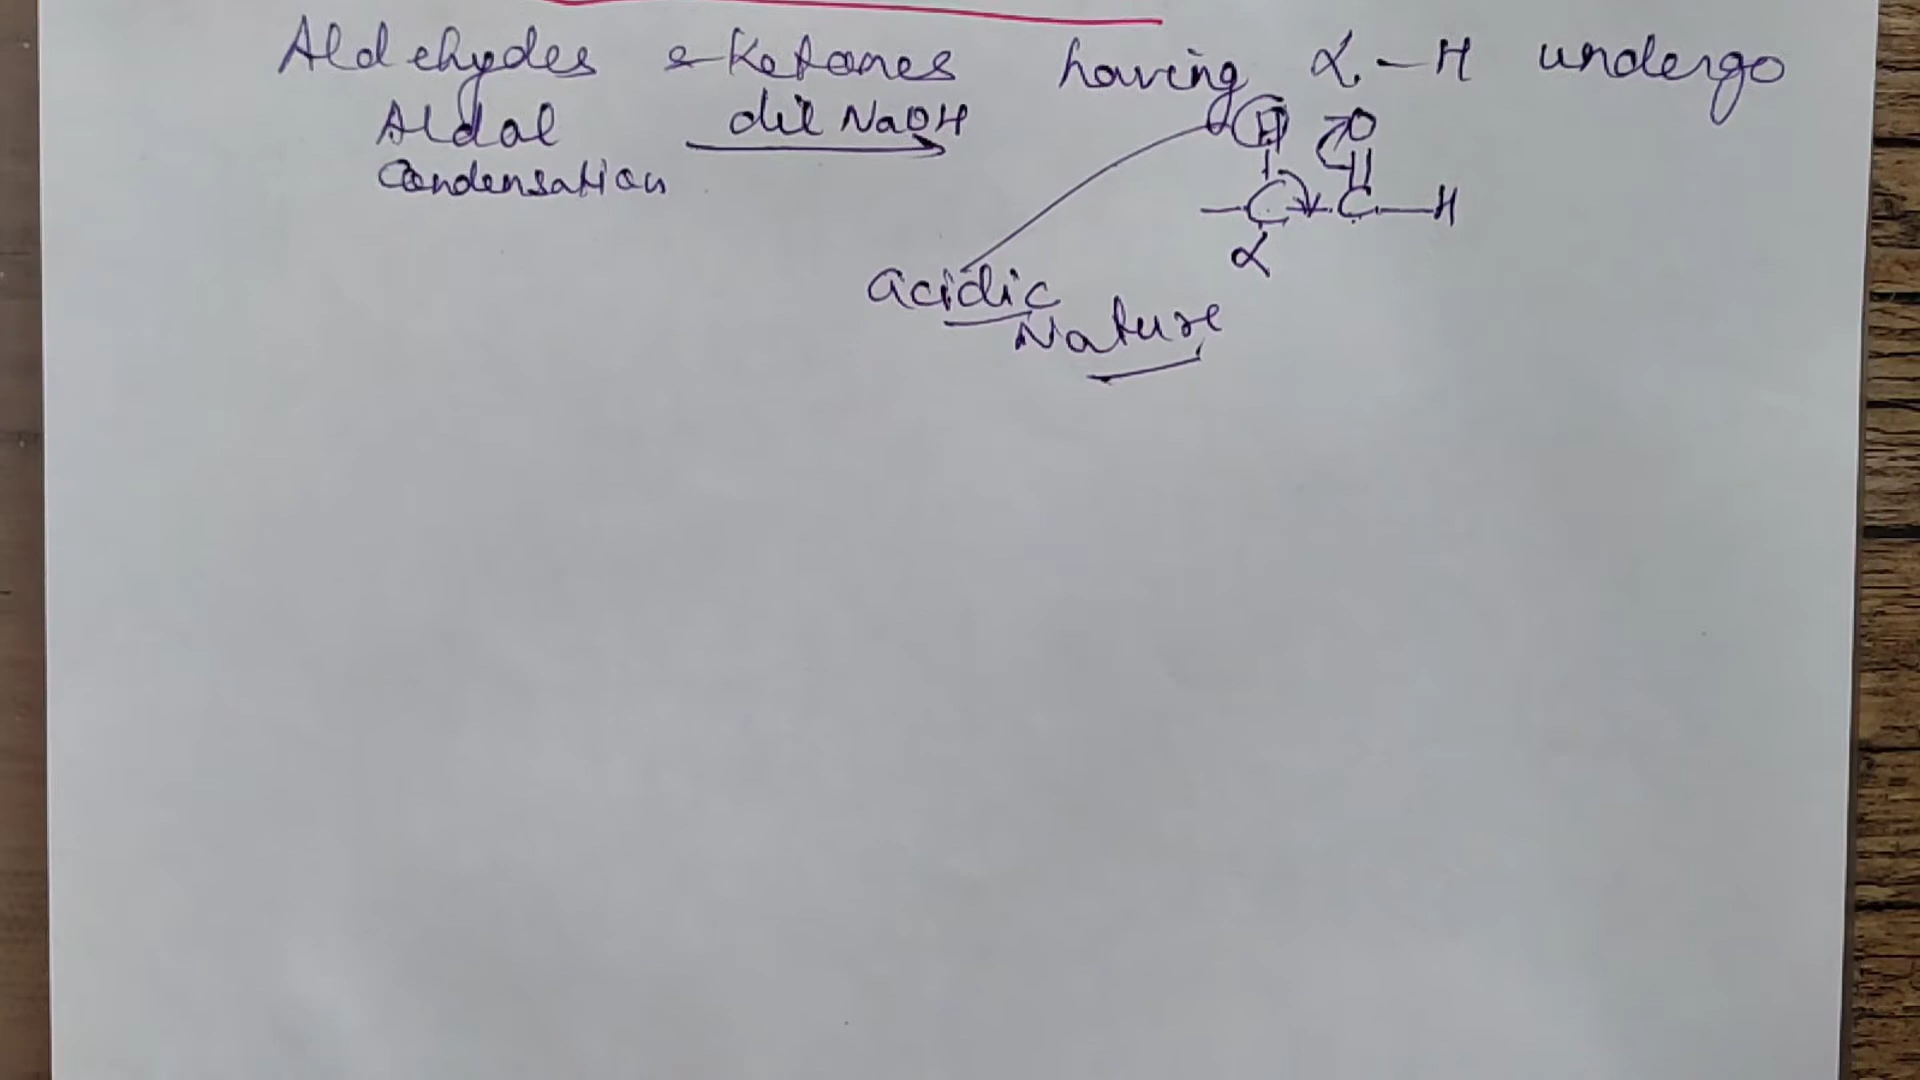 Aldehydes & Ketones having α-H undergo
Aldol dil NaOH
Condensation
H O
— C — C — H
α
acidic
Nature